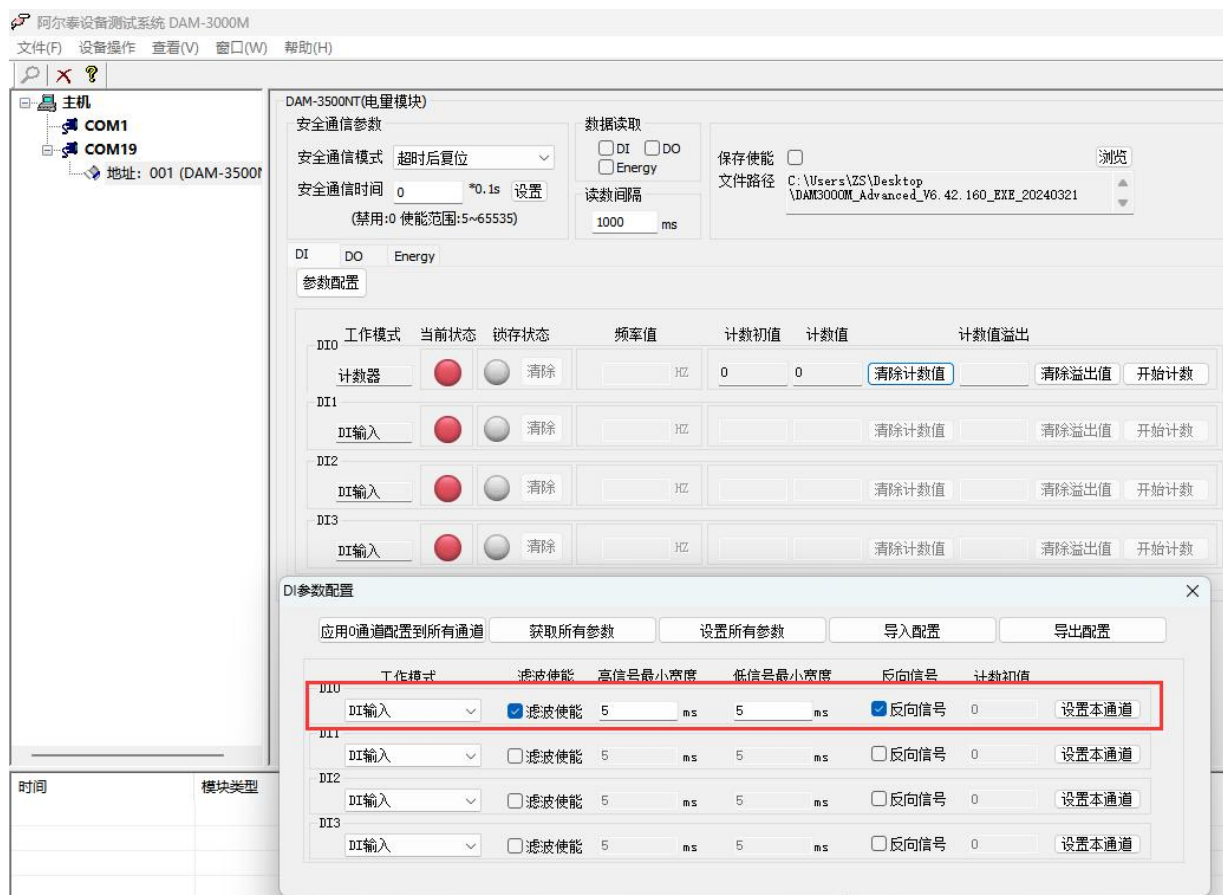 阿尔泰设备测试系统 DAM-3000M
文件(F) 设备操作 查看(V) 窗口(W) 帮助(H)
主机
COM1
COM19
地址：001 (DAM-3500
DAM-3500NT(电量模块)
安全通信参数
安全通信模式 超时后复位
安全通信时间 0 *0.1s 设置
(禁用:0 使能范围:5~65535)
数据读取
DI DO
Energy
读数间隔
1000 ms
保存使能 浏览
文件路径 C:\Users\ZS\Desktop
\DAM3000M_Advanced_V6.42.160_EXE_20240321
DI DO Energy
参数配置
工作模式 当前状态 锁存状态 频率值 计数初值 计数值 计数值溢出
DI0
计数器 清除 HZ 0 0 清除计数值 清除溢出值 开始计数
DI1
DI输入 清除 HZ 清除计数值 清除溢出值 开始计数
DI2
DI输入 清除 HZ 清除计数值 清除溢出值 开始计数
DI3
DI输入 清除 HZ 清除计数值 清除溢出值 开始计数
DI参数配置
应用0通道配置到所有通道 获取所有参数 设置所有参数 导入配置 导出配置
工作模式 滤波使能 高信号最小宽度 低信号最小宽度 反向信号 计数初值
DI0
DI输入 滤波使能 5 ms 5 ms 反向信号 0 设置本通道
DI1
DI输入 滤波使能 5 ms 5 ms 反向信号 0 设置本通道
DI2
DI输入 滤波使能 5 ms 5 ms 反向信号 0 设置本通道
DI3
DI输入 滤波使能 5 ms 5 ms 反向信号 0 设置本通道
时间 模块类型